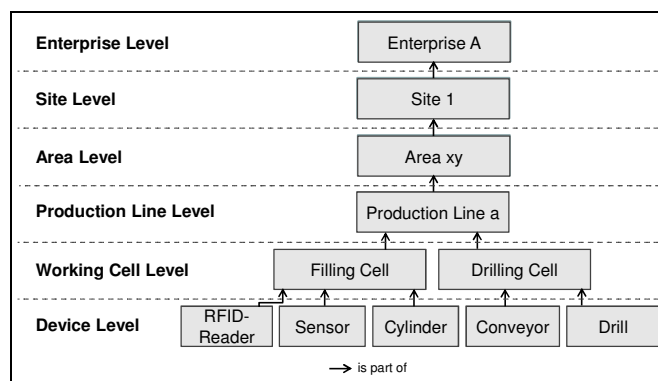 Enterprise Level
Enterprise A
Site Level
Site 1
Area Level
Area xy
Production Line Level
Production Line a
Working Cell Level
Filling Cell
Drilling Cell
Device Level
RFID-
Reader
Sensor
Cylinder
Conveyor
Drill
is part of